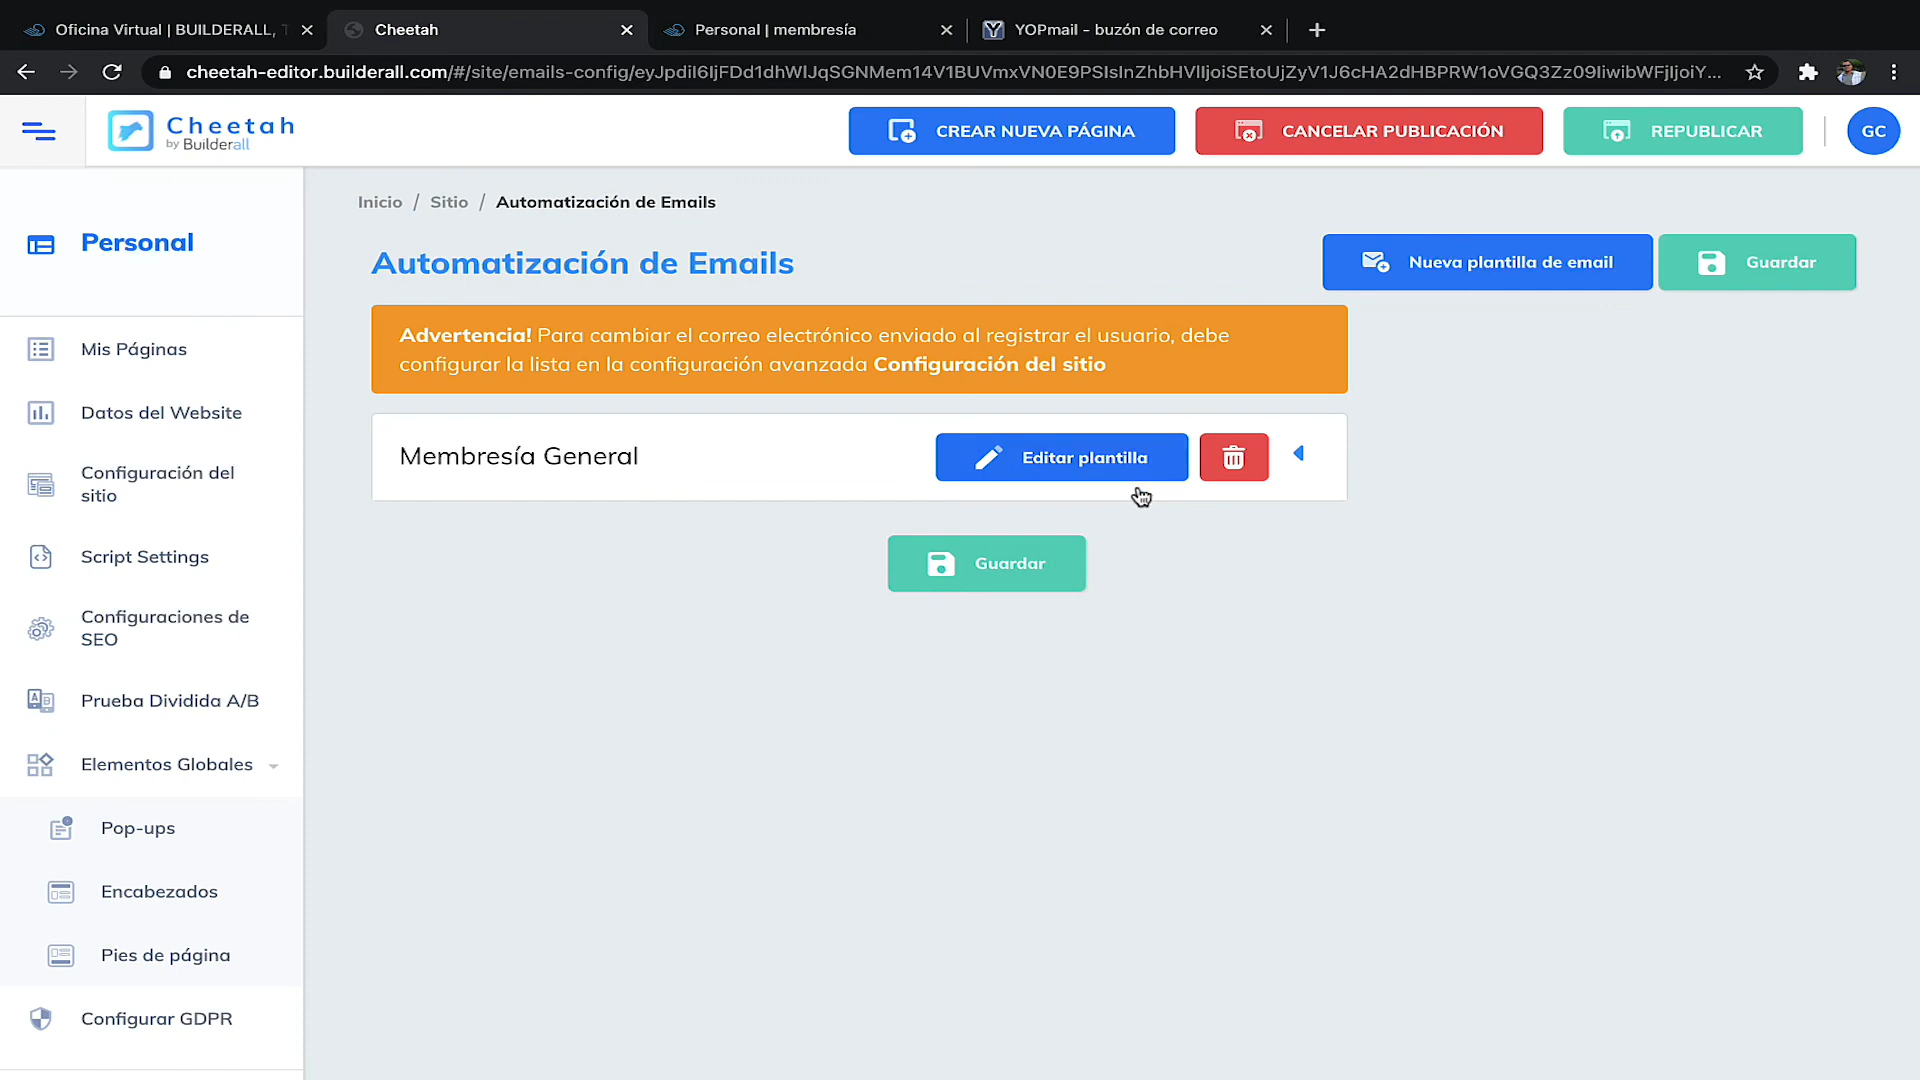 Oficina Virtual | BUILDERALL, T
Cheetah
Personal | membresía
YOPmail - buzón de correo
cheetah-editor.builderall.com/#/site/emails-config/
Cheetah
by Builderall
CREAR NUEVA PÁGINA
CANCELAR PUBLICACIÓN
REPUBLICAR
GC
Inicio / Sitio / Automatización de Emails
Personal
Automatización de Emails
Nueva plantilla de email
Guardar
Advertencia! Para cambiar el correo electrónico enviado al registrar el usuario, debe
configurar la lista en la configuración avanzada Configuración del sitio
Mis Páginas
Datos del Website
Membresía General
Editar plantilla
Configuración del
sitio
Guardar
Script Settings
Configuraciones de
SEO
Prueba Dividida A/B
Elementos Globales
Pop-ups
Encabezados
Pies de página
Configurar GDPR